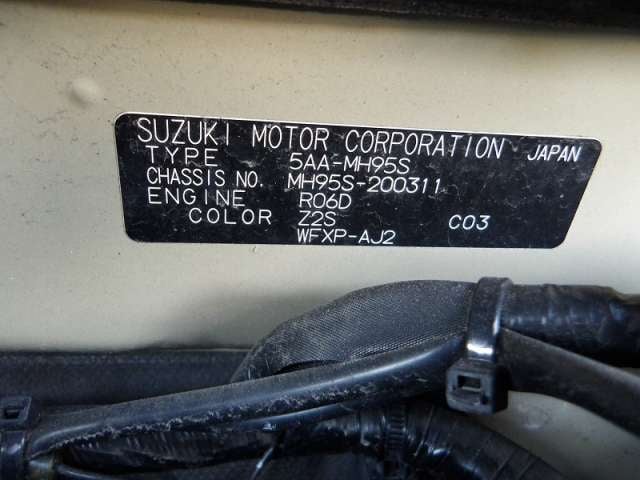 SUZUKI MOTOR CORPORATION JAPAN
TYPE 5AA-MH95S
CHASSIS NO. MH95S-200311
ENGINE R06D
COLOR Z2S C03
WFXP-AJ2